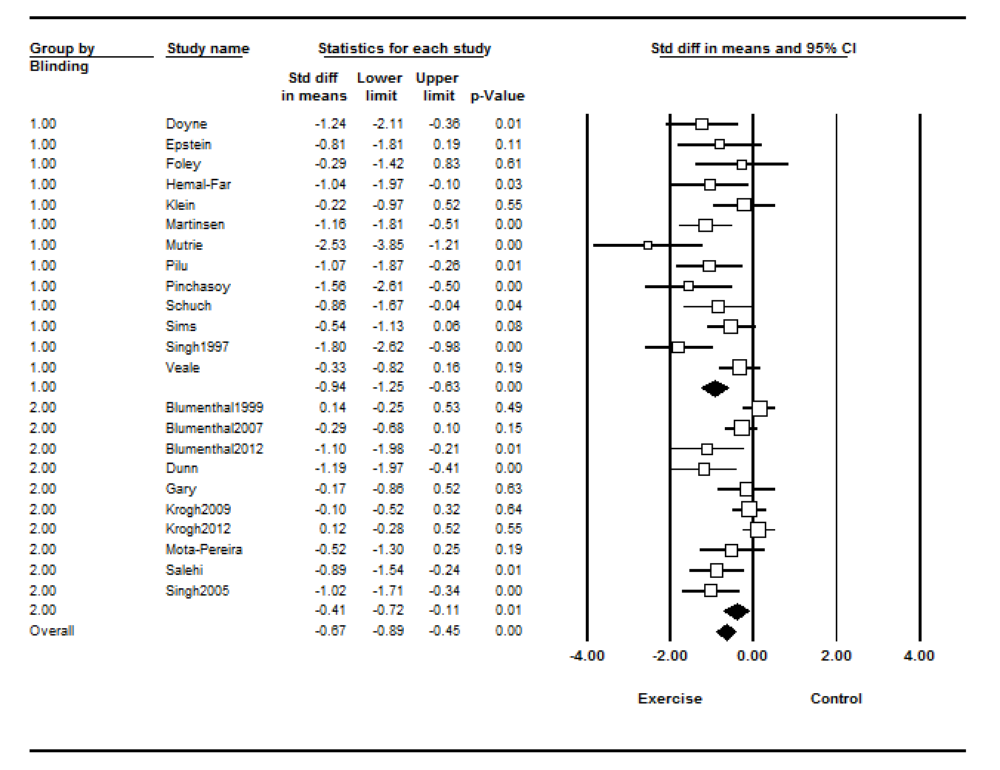 Group by Study name Statistics for each study Std diff in means and 95% CI
Blinding
Std diff Lower Upper
in means limit limit p-Value
1.00 Doyne -1.24 -2.11 -0.36 0.01
1.00 Epstein -0.81 -1.81 0.19 0.11
1.00 Foley -0.29 -1.42 0.83 0.61
1.00 Hemal-Far -1.04 -1.97 -0.10 0.03
1.00 Klein -0.22 -0.97 0.52 0.55
1.00 Martinsen -1.16 -1.81 -0.51 0.00
1.00 Mutrie -2.53 -3.85 -1.21 0.00
1.00 Pilu -1.07 -1.87 -0.26 0.01
1.00 Pinchasoy -1.56 -2.61 -0.50 0.00
1.00 Schuch -0.86 -1.67 -0.04 0.04
1.00 Sims -0.54 -1.13 0.06 0.08
1.00 Singh1997 -1.80 -2.62 -0.98 0.00
1.00 Veale -0.33 -0.82 0.16 0.19
1.00 -0.94 -1.25 -0.63 0.00
2.00 Blumenthal1999 0.14 -0.25 0.53 0.49
2.00 Blumenthal2007 -0.29 -0.68 0.10 0.15
2.00 Blumenthal2012 -1.10 -1.98 -0.21 0.01
2.00 Dunn -1.19 -1.97 -0.41 0.00
2.00 Gary -0.17 -0.86 0.52 0.63
2.00 Krogh2009 -0.10 -0.52 0.32 0.64
2.00 Krogh2012 0.12 -0.28 0.52 0.55
2.00 Mota-Pereira -0.52 -1.30 0.25 0.19
2.00 Salehi -0.89 -1.54 -0.24 0.01
2.00 Singh2005 -1.02 -1.71 -0.34 0.00
2.00 -0.41 -0.72 -0.11 0.01
Overall -0.67 -0.89 -0.45 0.00
-4.00 -2.00 0.00 2.00 4.00
Exercise Control